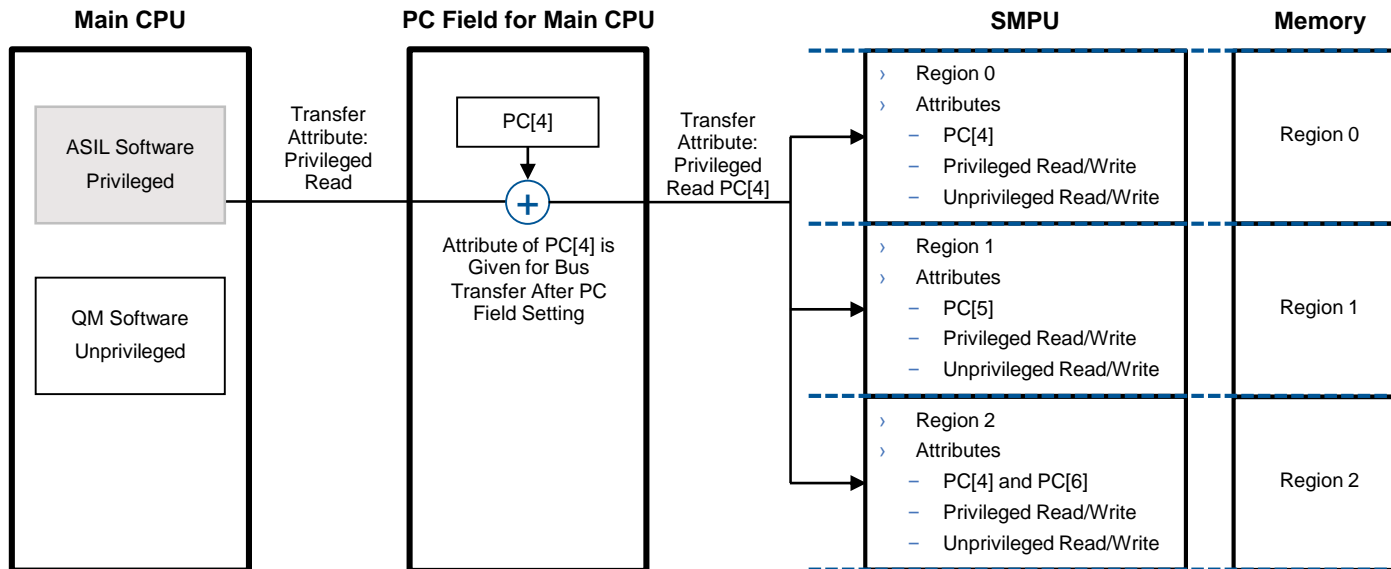 Main CPU
PC Field for Main CPU
SMPU
Memory
ASIL Software
Privileged
QM Software
Unprivileged
Transfer
Attribute:
Privileged
Read
PC[4]
+
Attribute of PC[4] is
Given for Bus
Transfer After PC
Field Setting
Transfer
Attribute:
Privileged
Read PC[4]
› Region 0
› Attributes
− PC[4]
− Privileged Read/Write
− Unprivileged Read/Write
› Region 1
› Attributes
− PC[5]
− Privileged Read/Write
− Unprivileged Read/Write
› Region 2
› Attributes
− PC[4] and PC[6]
− Privileged Read/Write
− Unprivileged Read/Write
Region 0
Region 1
Region 2